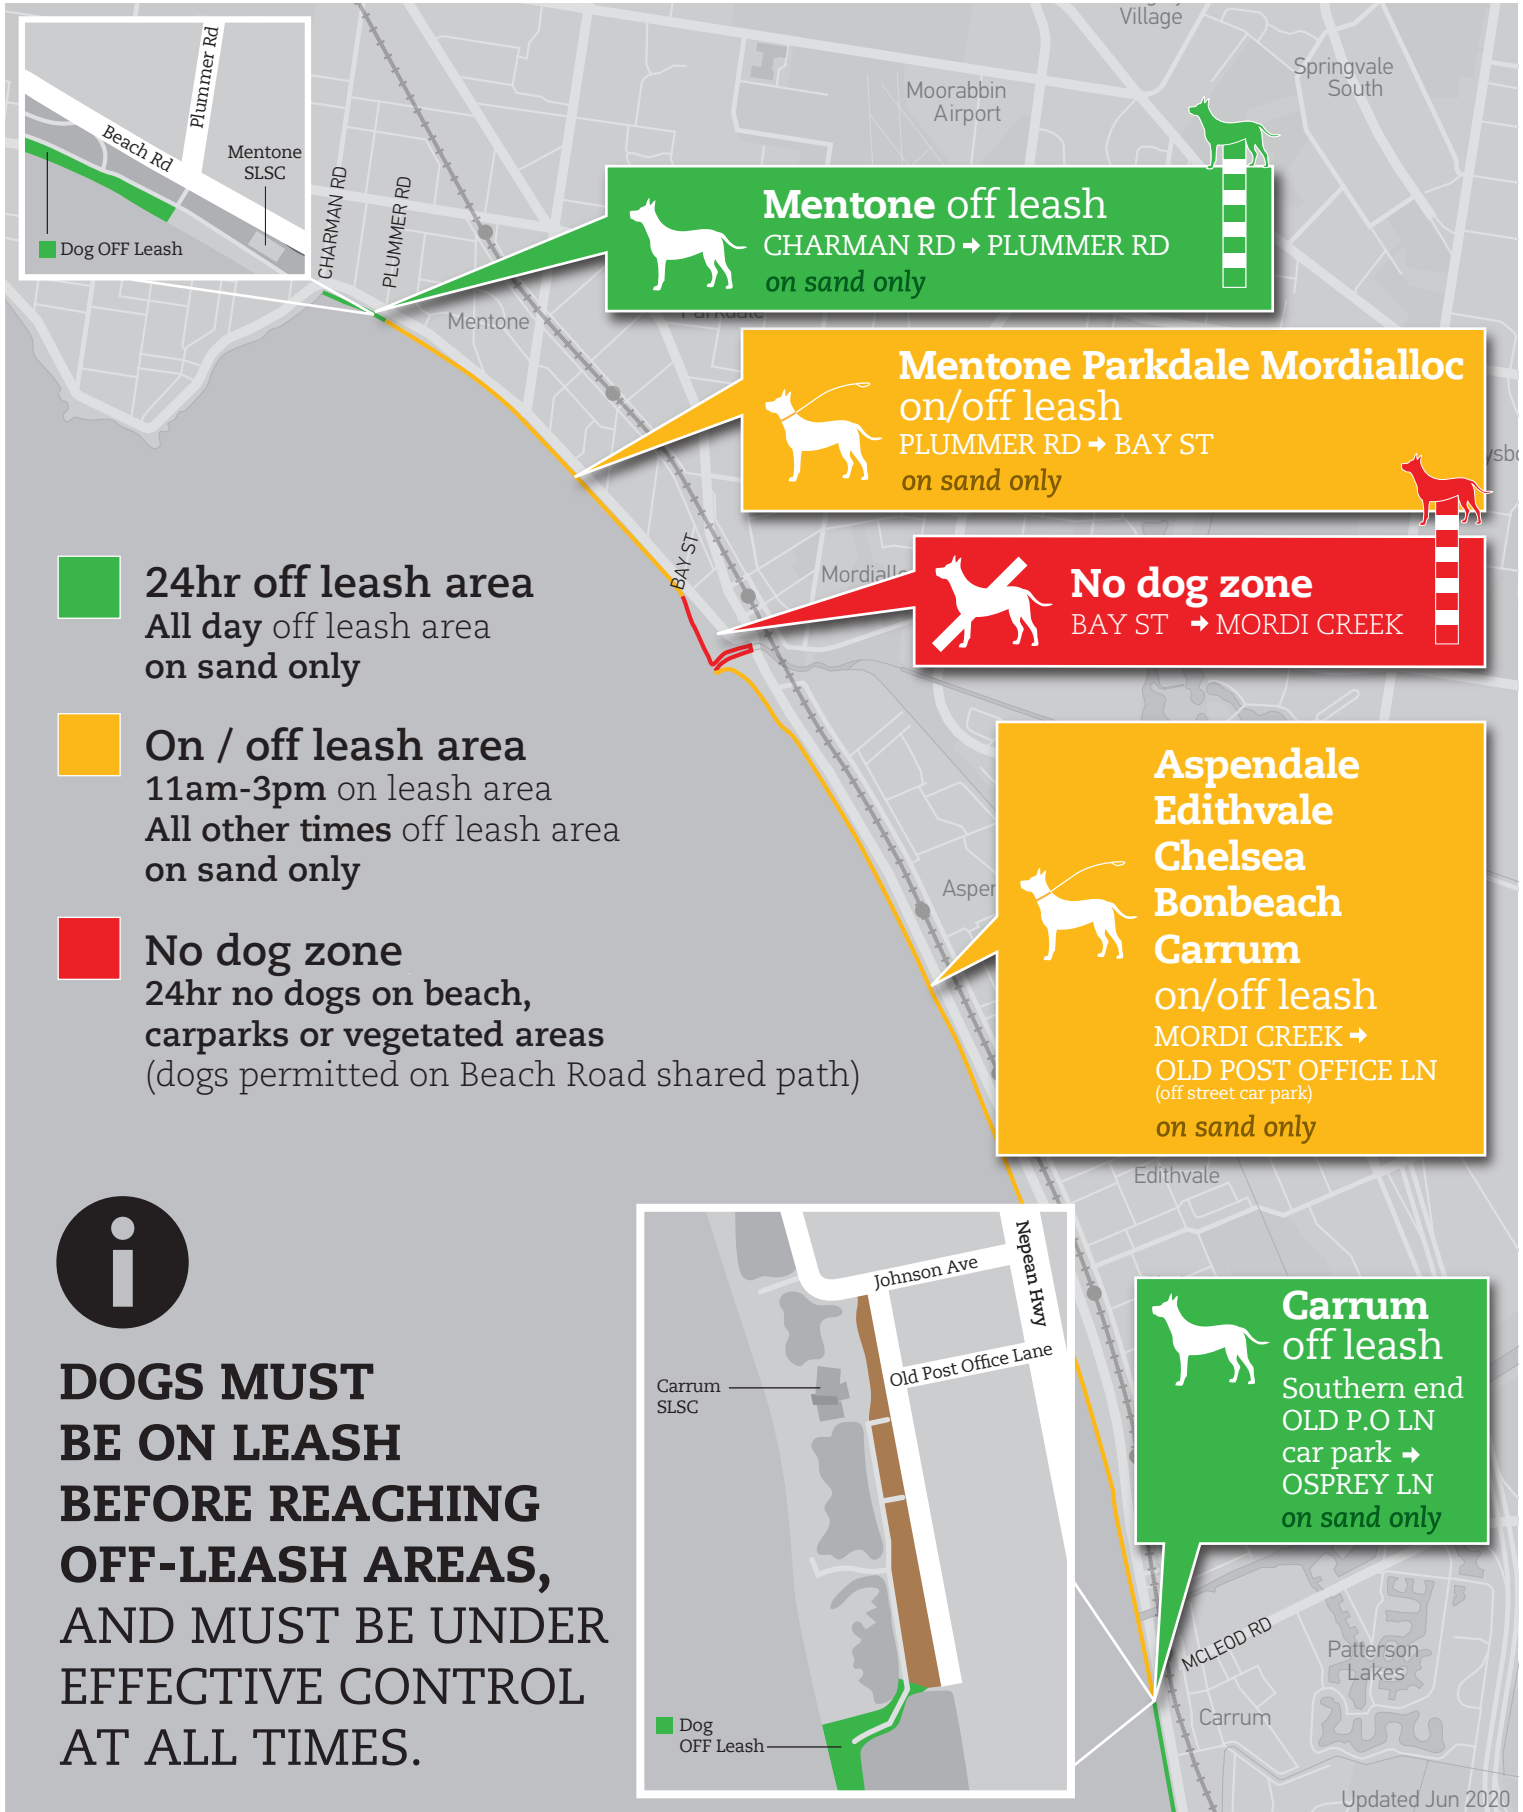 Village
Springvale
South
Moorabbin
Airport
Plummer Rd
Beach Rd
Mentone
SLSC
Dog OFF Leash
CHARMAN RD
PLUMMER RD
Mentone
Mentone off leash
CHARMAN RD → PLUMMER RD
on sand only
Mentone Parkdale Mordialloc
on/off leash
PLUMMER RD → BAY ST
on sand only
BAY ST
No dog zone
BAY ST → MORDI CREEK
24hr off leash area
All day off leash area
on sand only
On / off leash area
11am-3pm on leash area
All other times off leash area
on sand only
No dog zone
24hr no dogs on beach,
carparks or vegetated areas
(dogs permitted on Beach Road shared path)
Aspendale
Edithvale
Chelsea
Bonbeach
Carrum
on/off leash
MORDI CREEK →
OLD POST OFFICE LN
(off street car park)
on sand only
Edithvale
DOGS MUST
BE ON LEASH
BEFORE REACHING
OFF-LEASH AREAS,
AND MUST BE UNDER
EFFECTIVE CONTROL
AT ALL TIMES.
Nepean Hwy
Johnson Ave
Old Post Office Lane
Carrum
SLSC
Dog
OFF Leash
Carrum
off leash
Southern end
OLD P.O LN
car park →
OSPREY LN
on sand only
MCLEOD RD
Patterson
Lakes
Carrum
Updated Jun 2020